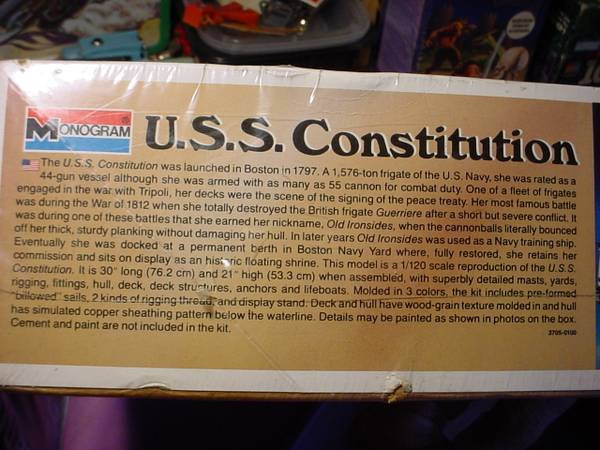 MONOGRAM ®
U.S.S. Constitution
The U.S.S. Constitution was launched in Boston in 1797. A 1,576-ton frigate of the U.S. Navy, she was rated as a
44-gun vessel although she was armed with as many as 55 cannon for combat duty. One of a fleet of frigates
engaged in the war with Tripoli, her decks were the scene of the signing of the peace treaty. Her most famous battle
was during the War of 1812 when she totally destroyed the British frigate Guerriere after a short but severe conflict. It
was during one of these battles that she earned her nickname, Old Ironsides, when the cannonballs literally bounced
off her thick, sturdy planking without damaging her hull. In later years Old Ironsides was used as a Navy training ship.
Eventually she was docked at a permanent berth in Boston Navy Yard where, fully restored, she retains her
commission and sits on display as an historic floating shrine. This model is a 1/120 scale reproduction of the U.S.S.
Constitution. It is 30" long (76.2 cm) and 21" high (53.3 cm) when assembled, with superbly detailed masts, yards,
rigging, fittings, hull, deck, deck structures, anchors and lifeboats. Molded in 3 colors, the kit includes pre-formed
"billowed" sails, 2 kinds of rigging thread, and display stand. Deck and hull have wood-grain texture molded in and hull
has simulated copper sheathing pattern below the waterline. Details may be painted as shown in photos on the box.
Cement and paint are not included in the kit.
3705-0100